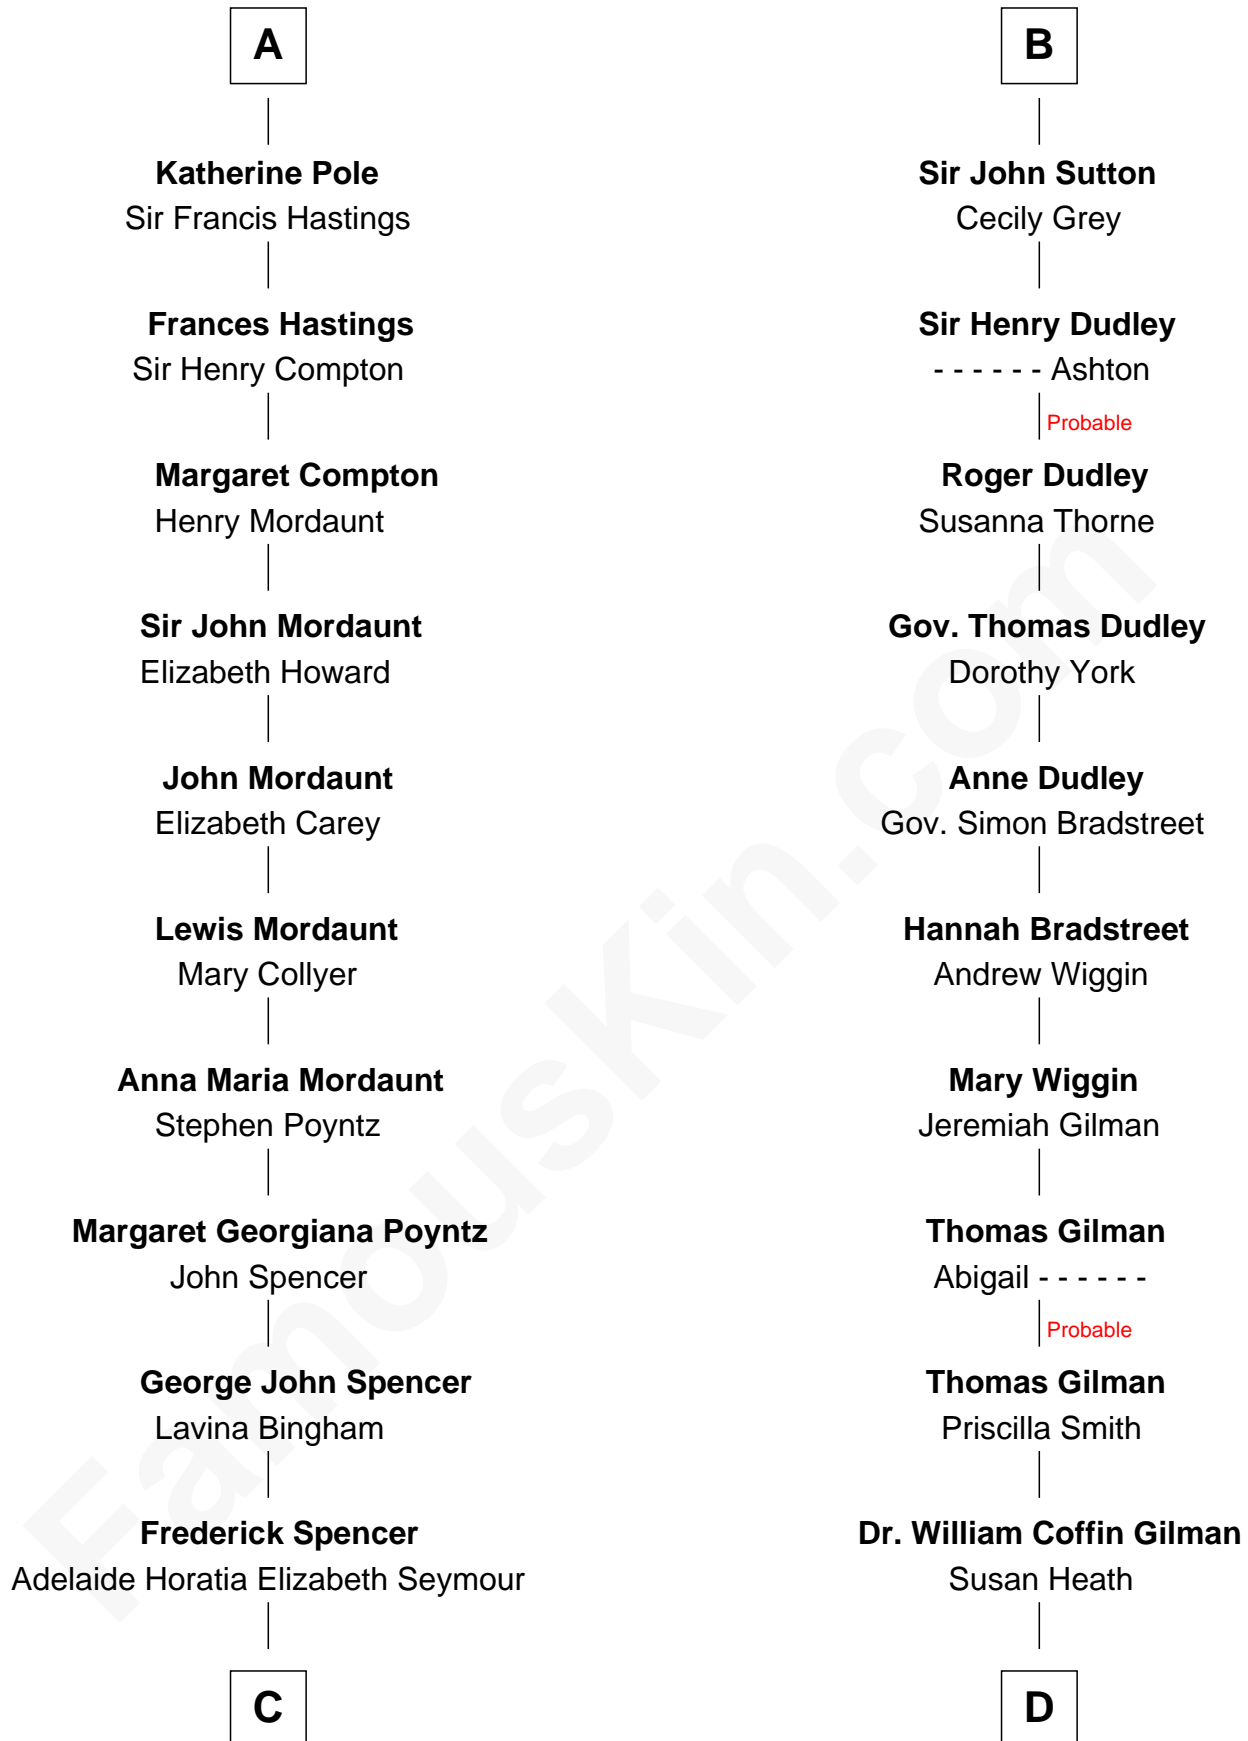 A
Katherine Pole
Sir Francis Hastings
Frances Hastings
Sir Henry Compton
Margaret Compton
Henry Mordaunt
Sir John Mordaunt
Elizabeth Howard
John Mordaunt
Elizabeth Carey
Lewis Mordaunt
Mary Collyer
Anna Maria Mordaunt
Stephen Poyntz
Margaret Georgiana Poyntz
John Spencer
George John Spencer
Lavina Bingham
Frederick Spencer
Adelaide Horatia Elizabeth Seymour
C
B
Sir John Sutton
Cecily Grey
Sir Henry Dudley
- - - - - - Ashton
Probable
Roger Dudley
Susanna Thorne
Gov. Thomas Dudley
Dorothy York
Anne Dudley
Gov. Simon Bradstreet
Hannah Bradstreet
Andrew Wiggin
Mary Wiggin
Jeremiah Gilman
Thomas Gilman
Abigail - - - - - -
Probable
Thomas Gilman
Priscilla Smith
Dr. William Coffin Gilman
Susan Heath
D
FamousKin.com